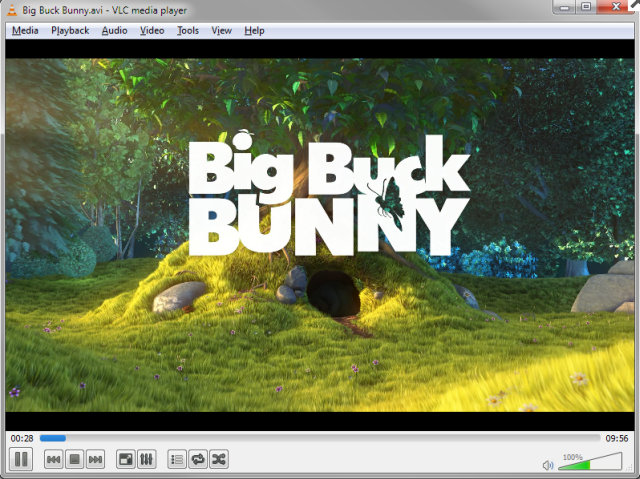 Big Buck Bunny.avi - VLC media player
Media Playback Audio Video Tools View Help
Big Buck
BUNNY
00:28 09:56
100%